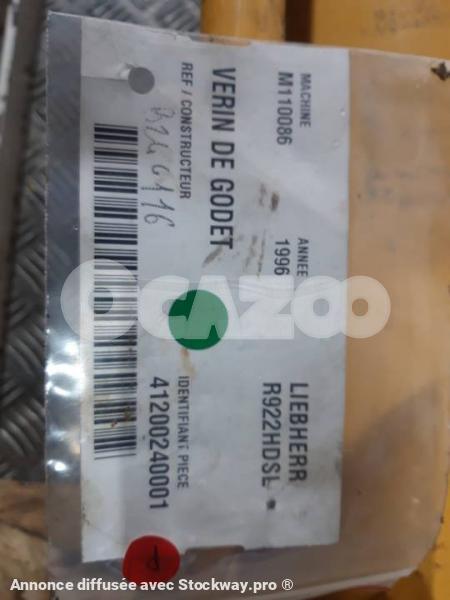 MACHINE
M110086
ANNEE
1996
LIEBHERR
R922HDSL
VERIN DE GODET
REF / CONSTRUCTEUR
IDENTIFIANT PIECE
41200240001
P
OCAZOO
Annonce diffusée avec Stockway.pro ®